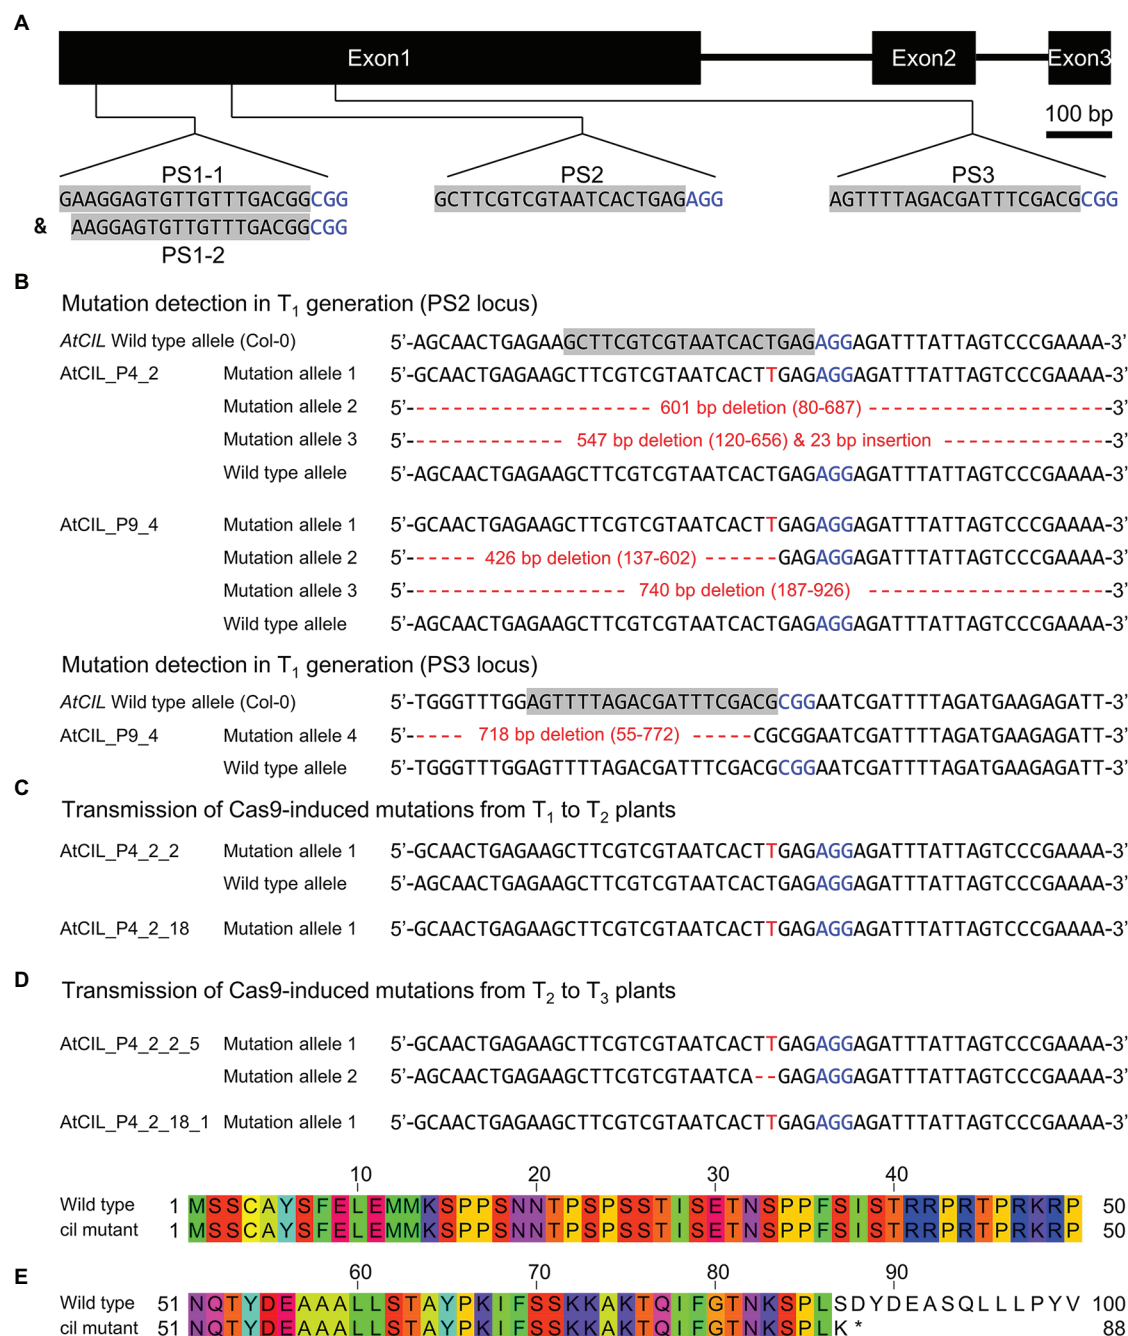 A
Exon1 Exon2 Exon3
100 bp
PS1-1 PS2 PS3
GAAGGAGTGTTGTTTGACGGCGG GCTTCGTCGTAATCACTGAGAGG AGTTTTAGACGATTTCGACGCGG
& AAGGAGTGTTGTTTGACGGCGG
PS1-2
B
Mutation detection in T1 generation (PS2 locus)
AtCIL Wild type allele (Col-0) 5’-AGCAACTGAGAAGCTTCGTCGTAATCACTGAGAGGAGATTTATTAGTCCCGAAAA-3’
AtCIL_P4_2 Mutation allele 1 5’-GCAACTGAGAAGCTTCGTCGTAATCACTTGAGAGGAGATTTATTAGTCCCGAAAA-3’
Mutation allele 2 5’-------------------- 601 bp deletion (80-687) ---------------------3’
Mutation allele 3 5’------------- 547 bp deletion (120-656) & 23 bp insertion ---------------3’
Wild type allele 5’-AGCAACTGAGAAGCTTCGTCGTAATCACTGAGAGGAGATTTATTAGTCCCGAAAA-3’
AtCIL_P9_4 Mutation allele 1 5’-GCAACTGAGAAGCTTCGTCGTAATCACTTGAGAGGAGATTTATTAGTCCCGAAAA-3’
Mutation allele 2 5’------ 426 bp deletion (137-602) ------GAGAGGAGATTTATTAGTCCCGAAAA-3’
Mutation allele 3 5’------------------- 740 bp deletion (187-926) ---------------------3’
Wild type allele 5’-AGCAACTGAGAAGCTTCGTCGTAATCACTGAGAGGAGATTTATTAGTCCCGAAAA-3’
Mutation detection in T1 generation (PS3 locus)
AtCIL Wild type allele (Col-0) 5’-TGGGTTTGGAGTTTTAGACGATTTCGACGCGGAATCGATTTTAGATGAAGAGATT-3’
AtCIL_P9_4 Mutation allele 4 5’----- 718 bp deletion (55-772) -----CGCGGAATCGATTTTAGATGAAGAGATT-3’
Wild type allele 5’-TGGGTTTGGAGTTTTAGACGATTTCGACGCGGAATCGATTTTAGATGAAGAGATT-3’
C
Transmission of Cas9-induced mutations from T1 to T2 plants
AtCIL_P4_2_2 Mutation allele 1 5’-GCAACTGAGAAGCTTCGTCGTAATCACTTGAGAGGAGATTTATTAGTCCCGAAAA-3’
Wild type allele 5’-AGCAACTGAGAAGCTTCGTCGTAATCACTGAGAGGAGATTTATTAGTCCCGAAAA-3’
AtCIL_P4_2_18 Mutation allele 1 5’-GCAACTGAGAAGCTTCGTCGTAATCACTTGAGAGGAGATTTATTAGTCCCGAAAA-3’
D
Transmission of Cas9-induced mutations from T2 to T3 plants
AtCIL_P4_2_2_5 Mutation allele 1 5’-GCAACTGAGAAGCTTCGTCGTAATCACTTGAGAGGAGATTTATTAGTCCCGAAAA-3’
Mutation allele 2 5’-AGCAACTGAGAAGCTTCGTCGTAATCA--GAGAGGAGATTTATTAGTCCCGAAAA-3’
AtCIL_P4_2_18_1 Mutation allele 1 5’-GCAACTGAGAAGCTTCGTCGTAATCACTTGAGAGGAGATTTATTAGTCCCGAAAA-3’
10 20 30 40
Wild type 1 MSSCAYSFELEMMKSPPSNNTPSPSSTISETNSPPFSISTRRPRTPRKRP 50
cil mutant 1 MSSCAYSFELEMMKSPPSNNTPSPSSTISETNSPPFSISTRRPRTPRKRP 50
E
60 70 80 90
Wild type 51 NQTYDEAAALLSTAYPKIFSSKKAKTQIFGTNKSPLSDYDEASQLLLPYV 100
cil mutant 51 NQTYDEAAALLSTAYPKIFSSKKAKTQIFGTNKSPLK* 88